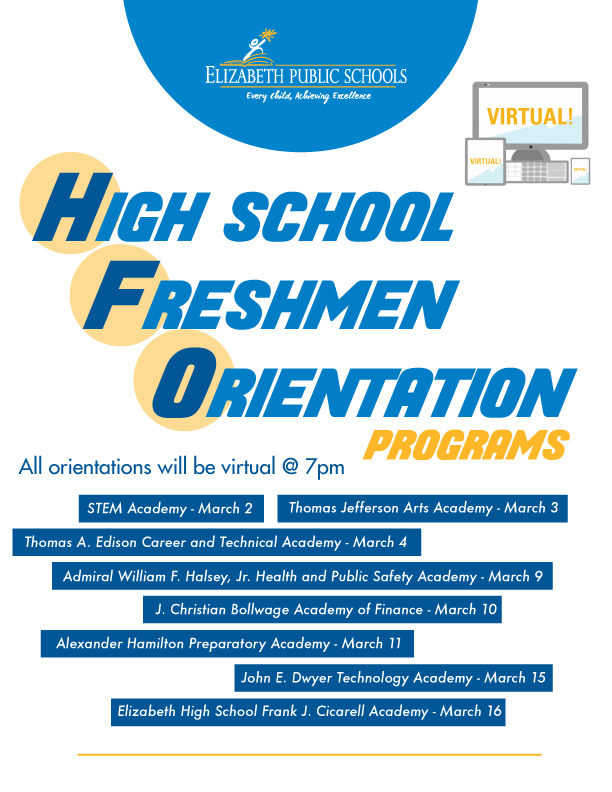 ELIZABETH PUBLIC SCHOOLS
Every Child, Achieving Excellence
VIRTUAL!
VIRTUAL!
VIRTUAL!
HIGH SCHOOL
FRESHMEN
ORIENTATION
PROGRAMS
All orientations will be virtual @ 7pm
STEM Academy - March 2
Thomas Jefferson Arts Academy - March 3
Thomas A. Edison Career and Technical Academy - March 4
Admiral William F. Halsey, Jr. Health and Public Safety Academy - March 9
J. Christian Bollwage Academy of Finance - March 10
Alexander Hamilton Preparatory Academy - March 11
John E. Dwyer Technology Academy - March 15
Elizabeth High School Frank J. Cicarell Academy - March 16